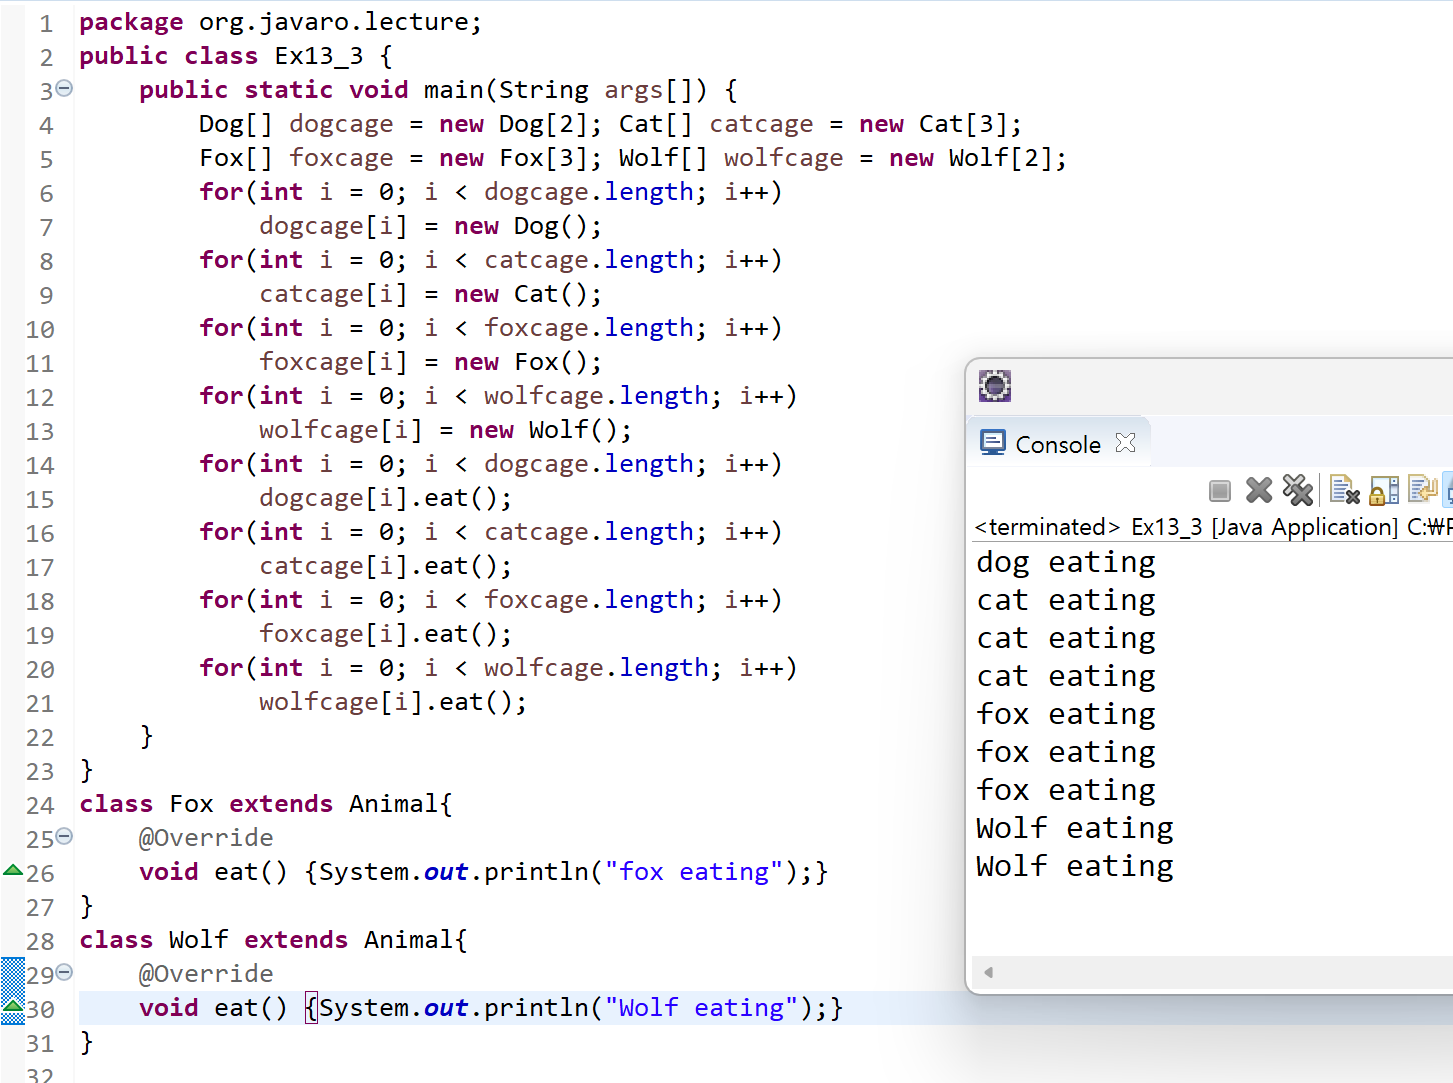 1 package org.javaro.lecture;
2 public class Ex13_3 {
3 public static void main(String args[]) {
4 Dog[] dogcage = new Dog[2]; Cat[] catcage = new Cat[3];
5 Fox[] foxcage = new Fox[3]; Wolf[] wolfcage = new Wolf[2];
6 for(int i = 0; i < dogcage.length; i++)
7 dogcage[i] = new Dog();
8 for(int i = 0; i < catcage.length; i++)
9 catcage[i] = new Cat();
10 for(int i = 0; i < foxcage.length; i++)
11 foxcage[i] = new Fox();
12 for(int i = 0; i < wolfcage.length; i++)
13 wolfcage[i] = new Wolf();
14 for(int i = 0; i < dogcage.length; i++)
15 dogcage[i].eat();
16 for(int i = 0; i < catcage.length; i++)
17 catcage[i].eat();
18 for(int i = 0; i < foxcage.length; i++)
19 foxcage[i].eat();
20 for(int i = 0; i < wolfcage.length; i++)
21 wolfcage[i].eat();
22 }
23 }
24 class Fox extends Animal{
25 @Override
26 void eat() {System.out.println("fox eating");}
27 }
28 class Wolf extends Animal{
29 @Override
30 void eat() {System.out.println("Wolf eating");}
31 }
32
Console
<terminated> Ex13_3 [Java Application] C:₩P
dog eating
cat eating
cat eating
cat eating
fox eating
fox eating
fox eating
Wolf eating
Wolf eating